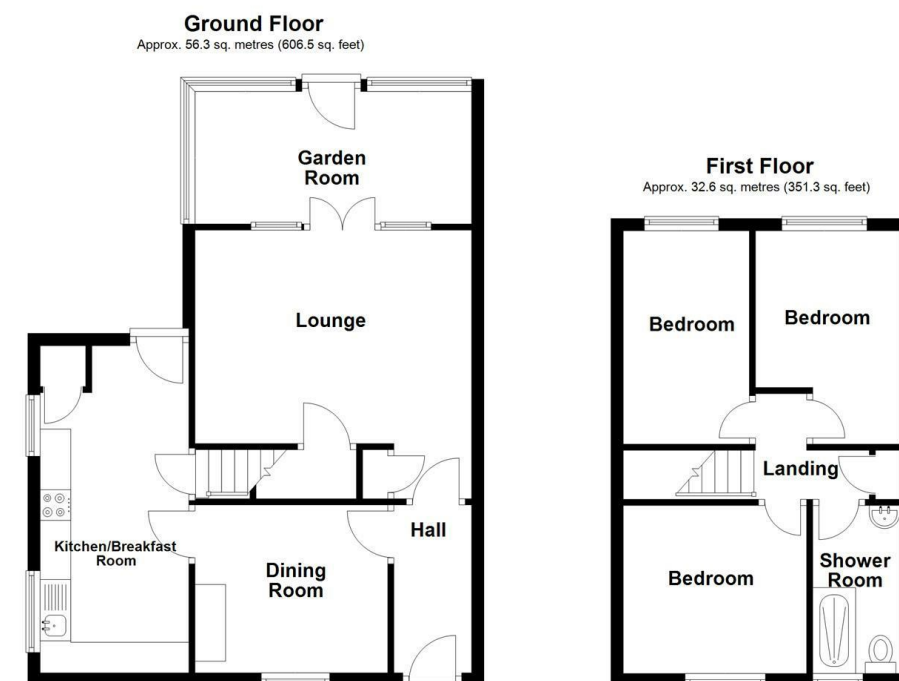 Ground Floor
Approx. 56.3 sq. metres (606.5 sq. feet)
Garden
Room
Lounge
Kitchen/Breakfast
Room
Dining
Room
Hall
First Floor
Approx. 32.6 sq. metres (351.3 sq. feet)
Bedroom
Bedroom
Landing
Bedroom
Shower
Room